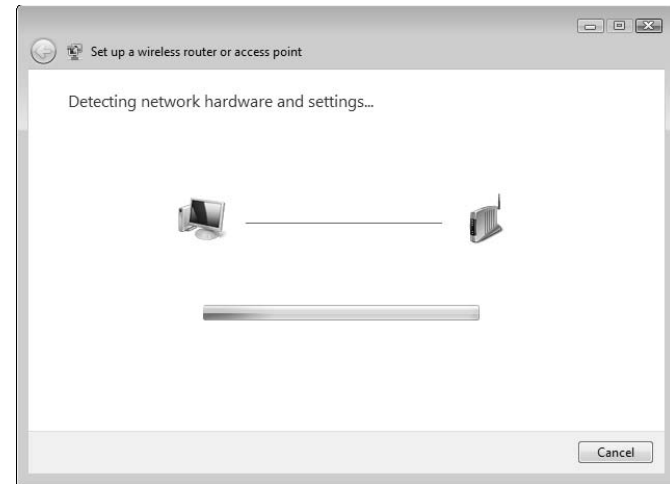 Set up a wireless router or access point
Detecting network hardware and settings...
Cancel